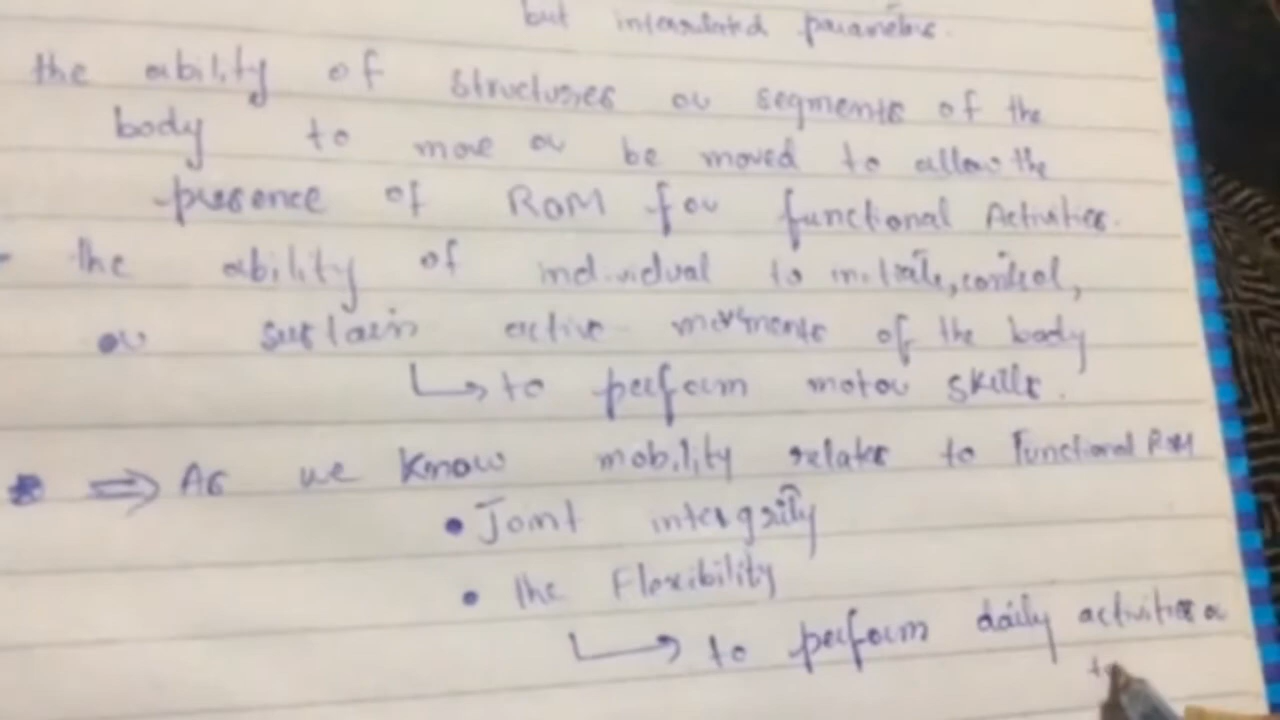 but interrelated parameters.
the ability of structures or segments of the
body to move or be moved to allow the
presence of ROM for functional Activities.
- the ability of individual to initiate, control,
or sustain active movements of the body
↳ to perform motor skills.
⇒ As we know mobility relates to Functional ROM
• Joint intergrity
• the Flexibility
↳ to perform daily activities or
to